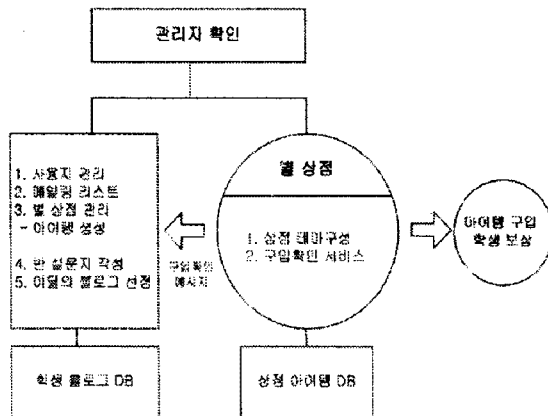 관리자 확인
1. 사용자 관리
2. 메일링 리스트
3. 별 상점 관리
- 아이템 생성
4. 반 설문지 작성
5. 이달의 블로그 선정
별 상점
1. 상점 테마구성
2. 구입확인 서비스
구입확인
메시지
아이템 구입
학생 보상
학생 블로그 DB
상점 아이템 DB